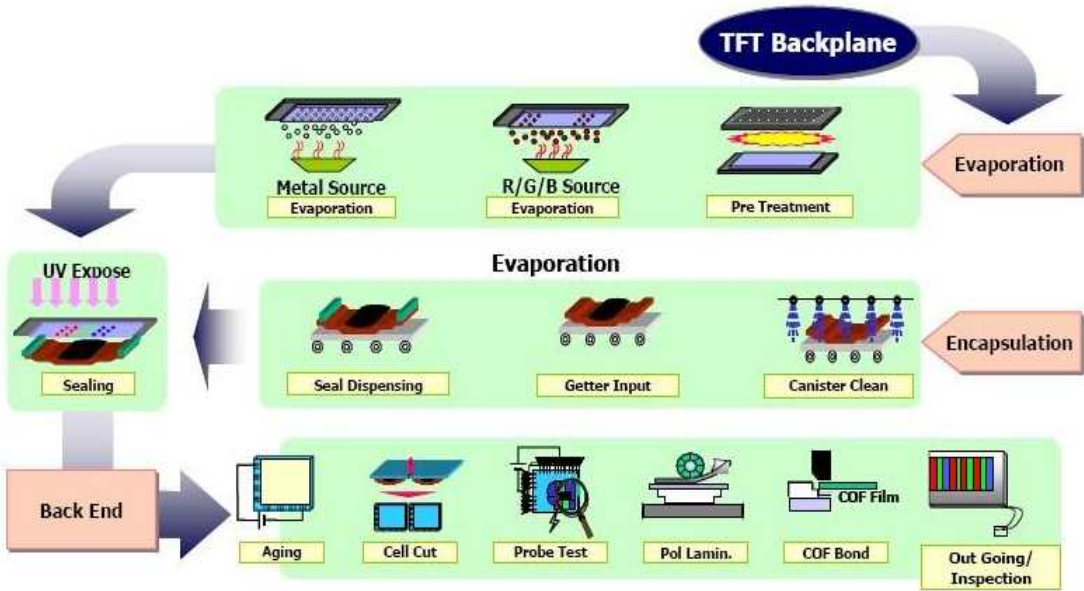 TFT Backplane
Evaporation
Metal Source
Evaporation
R/G/B Source
Evaporation
Pre Treatment
UV Expose
Sealing
Evaporation
Seal Dispensing
Getter Input
Canister Clean
Encapsulation
Back End
Aging
Cell Cut
Probe Test
Pol Lamin.
COF Film
COF Bond
Out Going/
Inspection